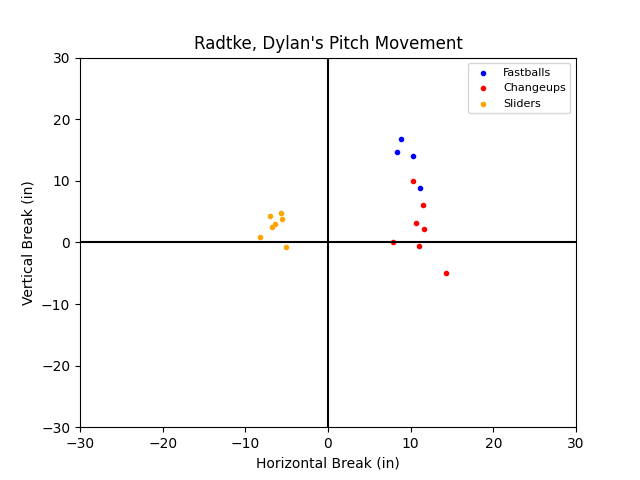 Radtke, Dylan's Pitch Movement
Fastballs
Changeups
Sliders
30
20
10
0
−10
−20
−30
Vertical Break (in)
−30
−20
−10
0
10
20
30
Horizontal Break (in)